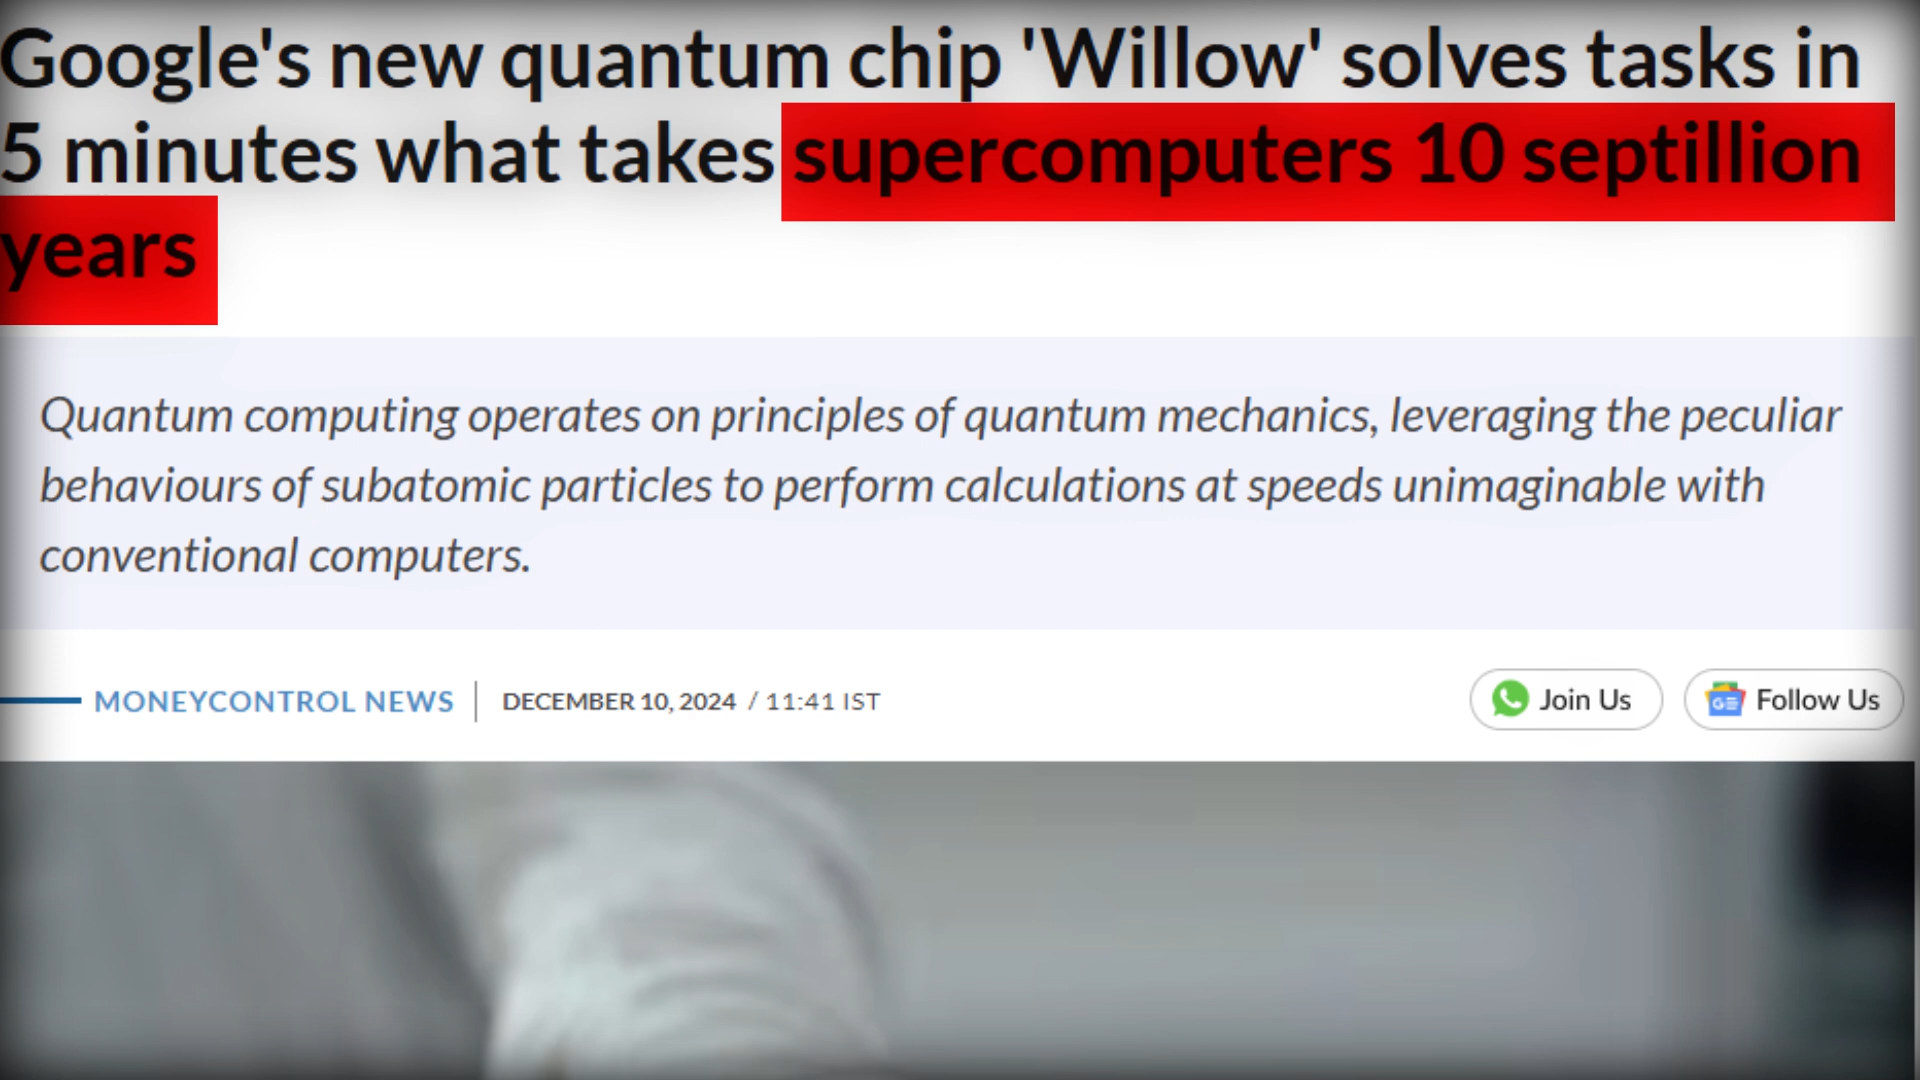 Google's new quantum chip 'Willow' solves tasks in
5 minutes what takes supercomputers 10 septillion
years
Quantum computing operates on principles of quantum mechanics, leveraging the peculiar
behaviours of subatomic particles to perform calculations at speeds unimaginable with
conventional computers.
MONEYCONTROL NEWS DECEMBER 10, 2024 / 11:41 IST
Join Us
Follow Us